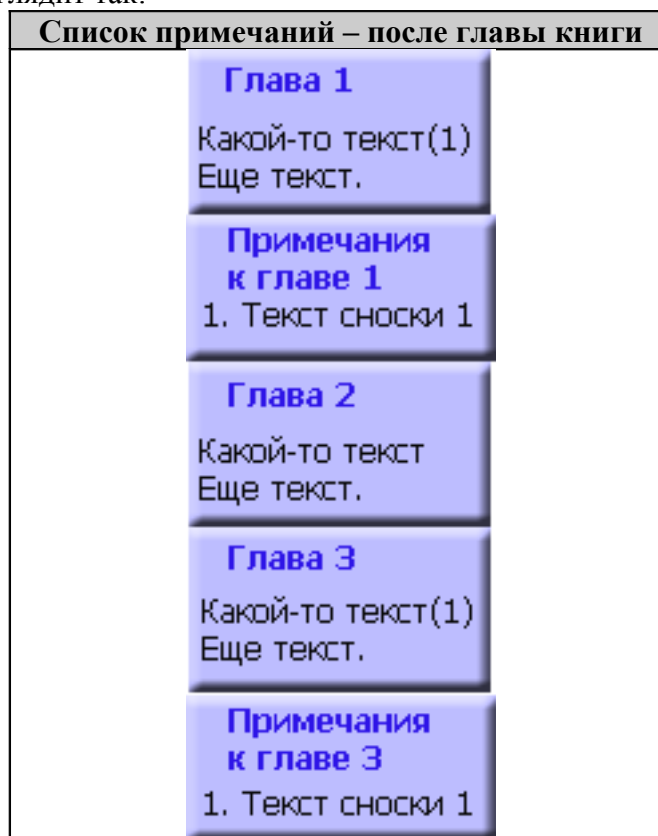 Список примечаний – после главы книги
Глава 1
Какой-то текст(1)
Еще текст.
Примечания
к главе 1
1. Текст сноски 1
Глава 2
Какой-то текст
Еще текст.
Глава 3
Какой-то текст(1)
Еще текст.
Примечания
к главе 3
1. Текст сноски 1